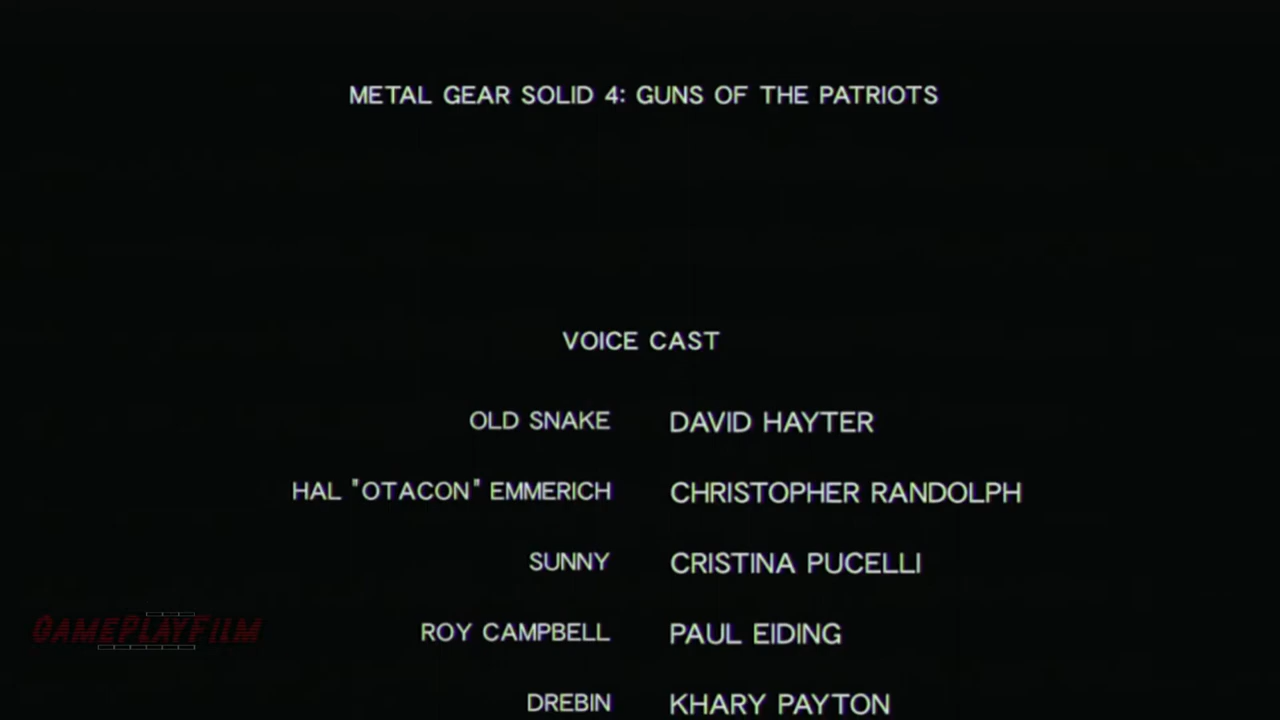 METAL GEAR SOLID 4: GUNS OF THE PATRIOTS
VOICE CAST
OLD SNAKE DAVID HAYTER
HAL "OTACON" EMMERICH CHRISTOPHER RANDOLPH
SUNNY CRISTINA PUCELLI
ROY CAMPBELL PAUL EIDING
GAMEPLAYFILM
DREBIN KHARY PAYTON